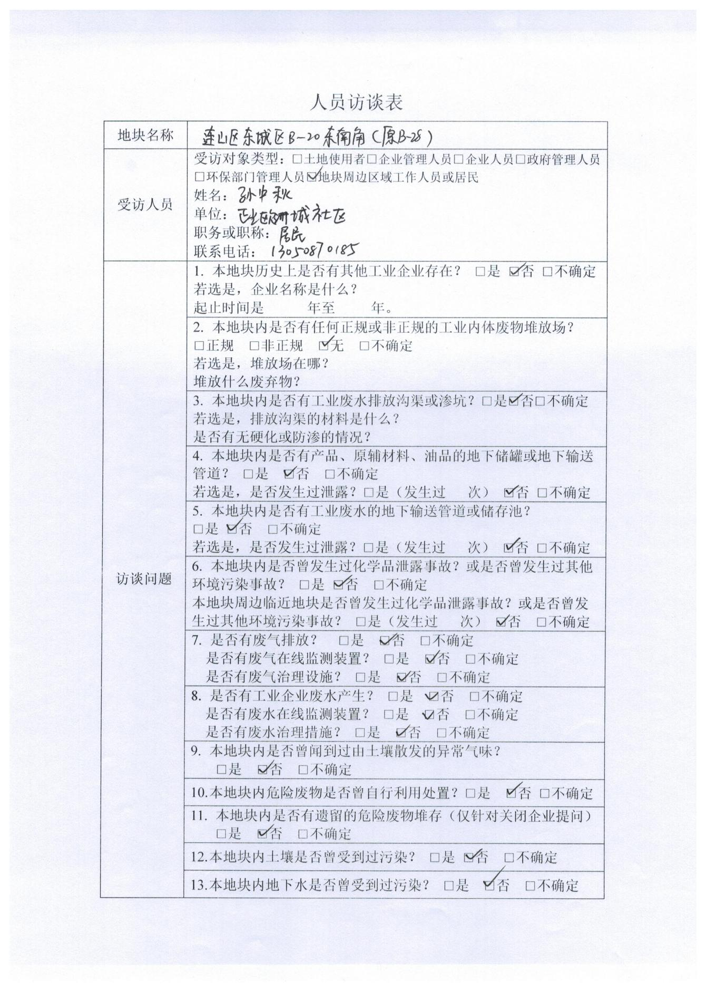 人员访谈表
地块名称
连山区东城区B-20东南角(原B-28)
受访人员
受访对象类型：□土地使用者□企业管理人员□企业人员□政府管理人员
□环保部门管理人员☑地块周边区域工作人员或居民
姓名：孙中秋
单位：欧洲城社区
职务或职称：居民
联系电话：13050870185
访谈问题
1. 本地块历史上是否有其他工业企业存在？ □是 ☑否 □不确定
若选是，企业名称是什么？
起止时间是 年至 年。
2. 本地块内是否有任何正规或非正规的工业内体废物堆放场？
□正规 □非正规 ☑无 □不确定
若选是，堆放场在哪？
堆放什么废弃物？
3. 本地块内是否有工业废水排放沟渠或渗坑？□是☑否□不确定
若选是，排放沟渠的材料是什么？
是否有无硬化或防渗的情况？
4. 本地块内是否有产品、原辅材料、油品的地下储罐或地下输送
管道？ □是 ☑否 □不确定
若选是，是否发生过泄露？□是（发生过 次） ☑否 □不确定
5. 本地块内是否有工业废水的地下输送管道或储存池？
□是 ☑否 □不确定
若选是，是否发生过泄露？□是（发生过 次） ☑否 □不确定
6. 本地块内是否曾发生过化学品泄露事故？或是否曾发生过其他
环境污染事故？ □是 ☑否 □不确定
本地块周边临近地块是否曾发生过化学品泄露事故？或是否曾发
生过其他环境污染事故？ □是（发生过 次） ☑否 □不确定
7. 是否有废气排放？ □是 ☑否 □不确定
是否有废气在线监测装置？ □是 ☑否 □不确定
是否有废气治理设施？ □是 ☑否 □不确定
8. 是否有工业企业废水产生？ □是 ☑否 □不确定
是否有废水在线监测装置？ □是 ☑否 □不确定
是否有废水治理措施？ □是 ☑否 □不确定
9. 本地块内是否曾闻到过由土壤散发的异常气味？
□是 ☑否 □不确定
10.本地块内危险废物是否曾自行利用处置？□是 ☑否 □不确定
11. 本地块内是否有遗留的危险废物堆存（仅针对关闭企业提问）
□是 ☑否 □不确定
12.本地块内土壤是否曾受到过污染？ □是 ☑否 □不确定
13.本地块内地下水是否曾受到过污染？ □是 ☑否 □不确定